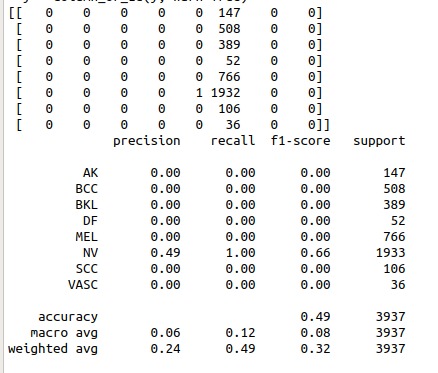 [[ 0 0 0 0 0 147 0 0]
[ 0 0 0 0 0 508 0 0]
[ 0 0 0 0 0 389 0 0]
[ 0 0 0 0 0 52 0 0]
[ 0 0 0 0 0 766 0 0]
[ 0 0 0 0 1 1932 0 0]
[ 0 0 0 0 0 106 0 0]
[ 0 0 0 0 0 36 0 0]]
precision recall f1-score support
AK 0.00 0.00 0.00 147
BCC 0.00 0.00 0.00 508
BKL 0.00 0.00 0.00 389
DF 0.00 0.00 0.00 52
MEL 0.00 0.00 0.00 766
NV 0.49 1.00 0.66 1933
SCC 0.00 0.00 0.00 106
VASC 0.00 0.00 0.00 36
accuracy 0.49 3937
macro avg 0.06 0.12 0.08 3937
weighted avg 0.24 0.49 0.32 3937